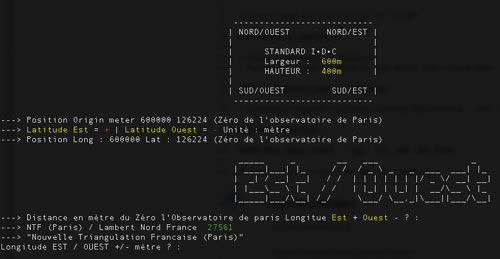 NORD/OUEST NORD/EST
STANDARD I•D•C
Largeur : 600m
HAUTEUR : 400m
SUD/OUEST SUD/EST
---> Position Origin meter 600000 126224 (Zéro de l'observatoire de Paris)
---> Latitude Est = + | Latitude Ouest = - Unité : mètre
---> Position Long : 600000 Lat : 126224 (Zéro de l'observatoire de Paris)
Est/Ouest
---> Distance en mètre du Zéro l'Observatoire de paris Longitue Est + Ouest - ? :
---> NTF (Paris) / Lambert Nord France 27561
---> "Nouvelle Triangulation Francaise (Paris)"
Longitude EST / OUEST +/- mètre ? :